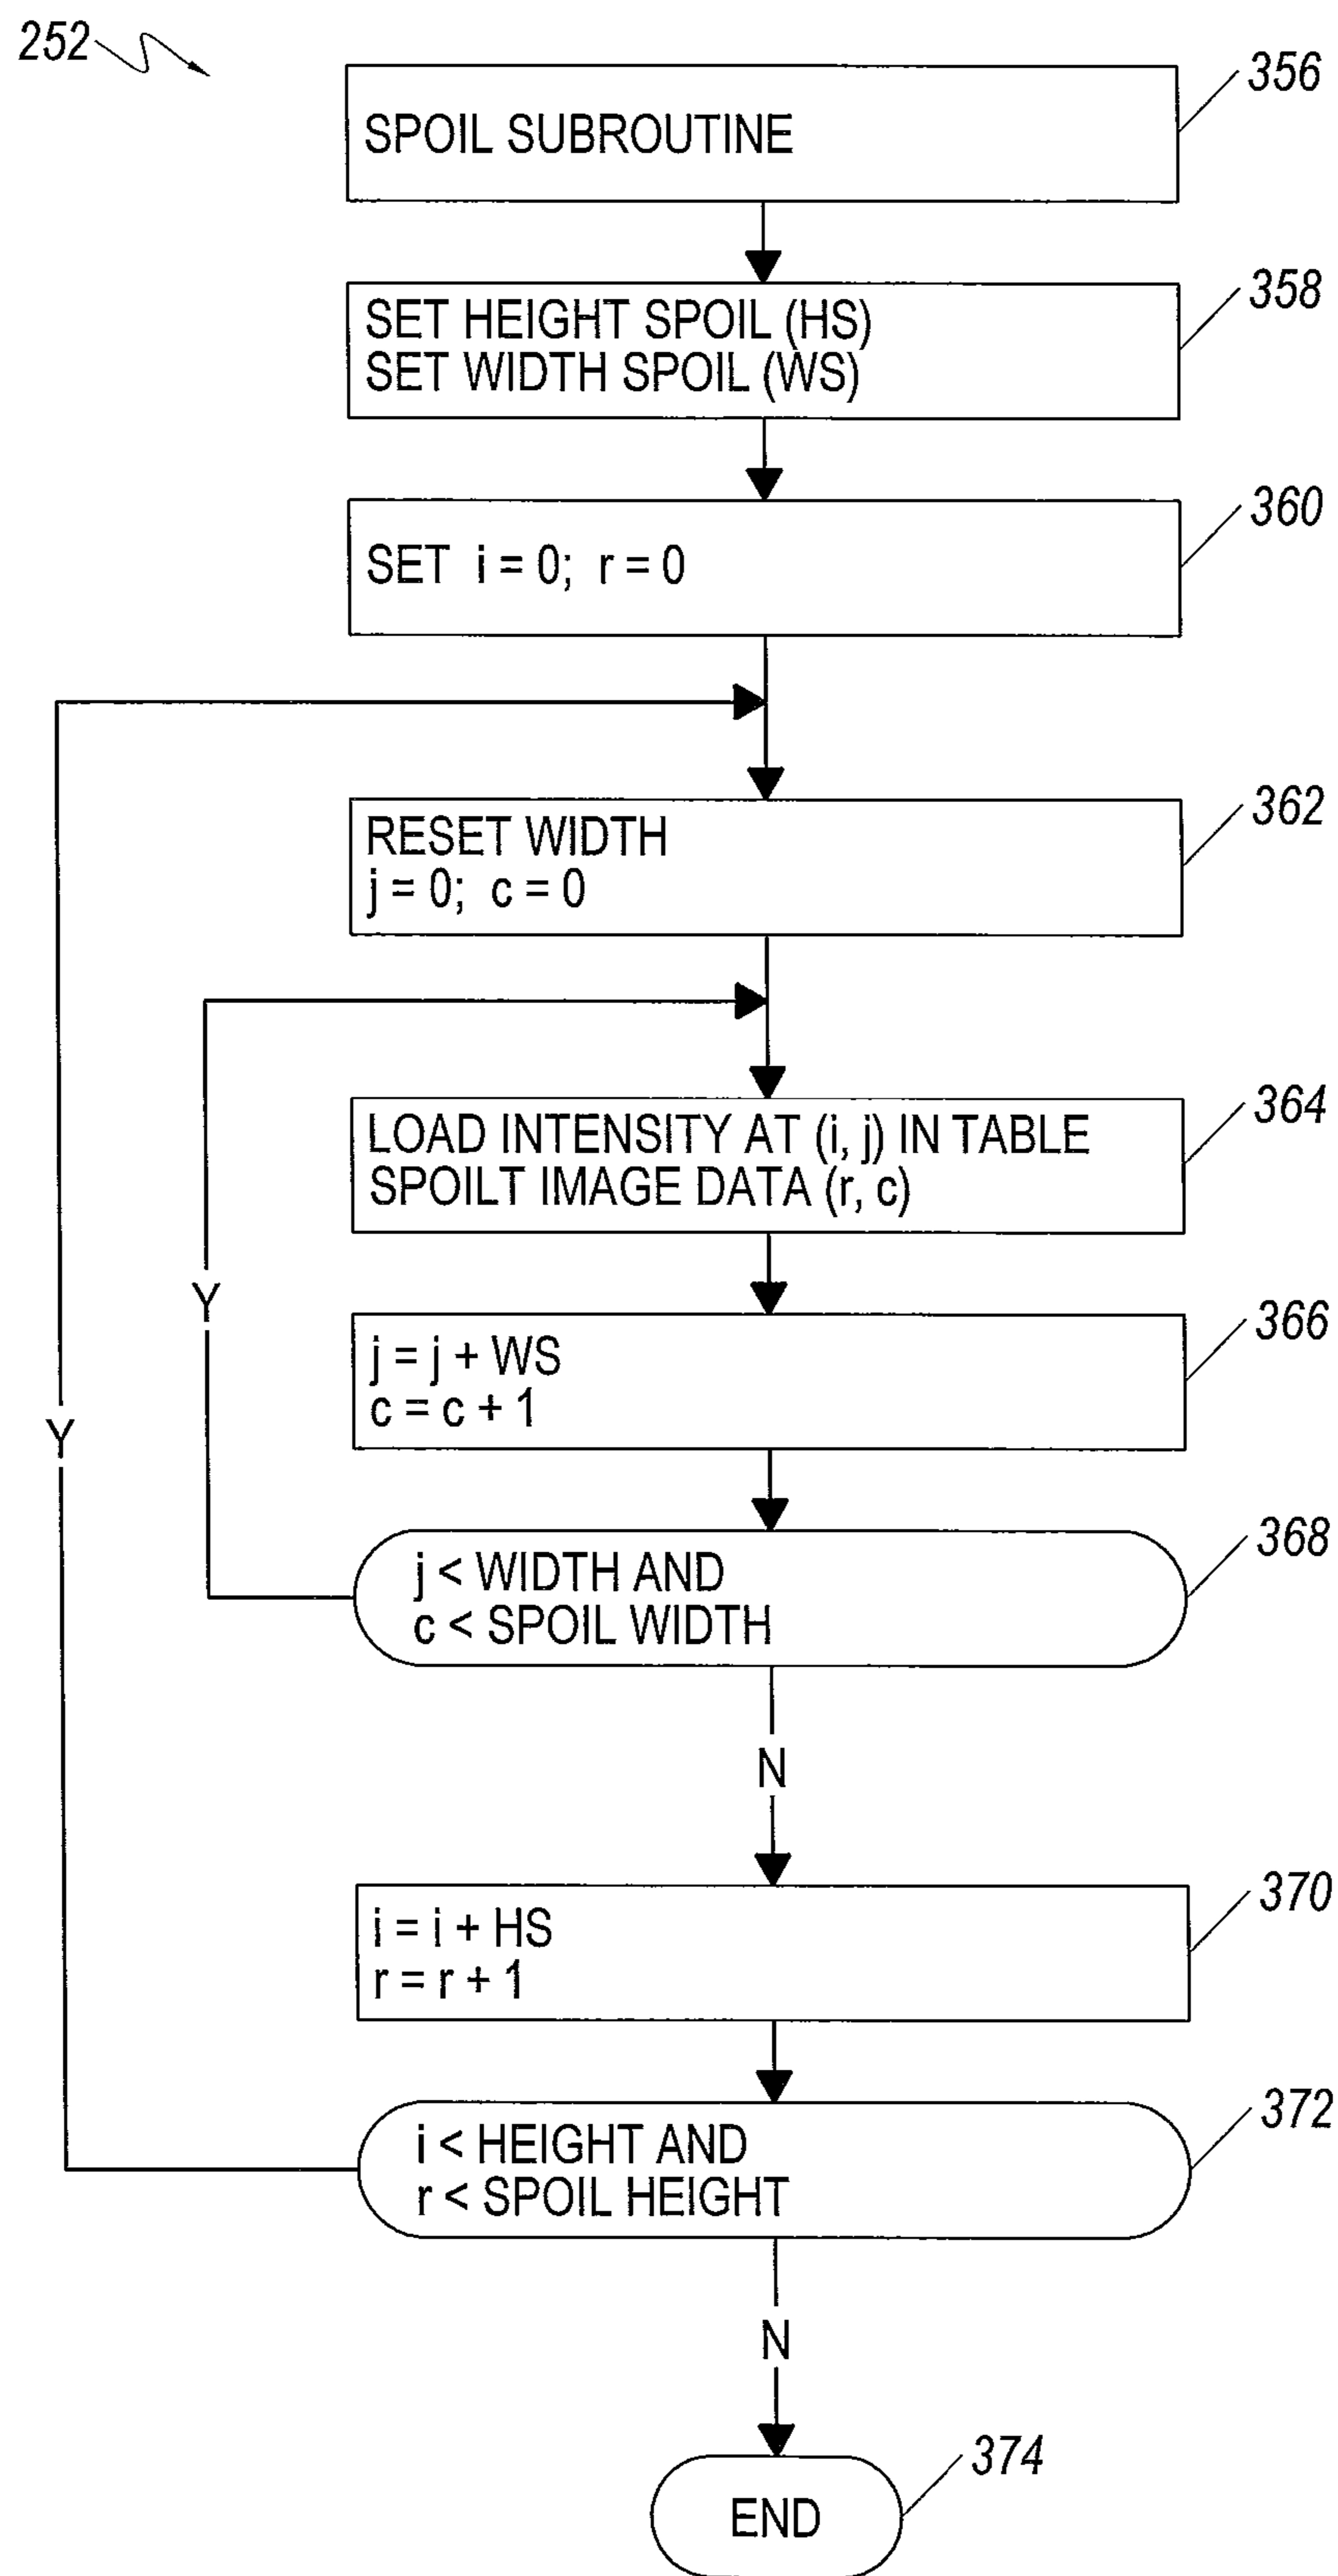 252
356
SPOIL SUBROUTINE
358
SET HEIGHT SPOIL (HS)
SET WIDTH SPOIL (WS)
360
SET i = 0; r = 0
362
RESET WIDTH
j = 0; c = 0
364
LOAD INTENSITY AT (i, j) IN TABLE
SPOILT IMAGE DATA (r, c)
Y
366
j = j + WS
c = c + 1
Y
368
j < WIDTH AND
c < SPOIL WIDTH
N
370
i = i + HS
r = r + 1
372
i < HEIGHT AND
r < SPOIL HEIGHT
N
374
END